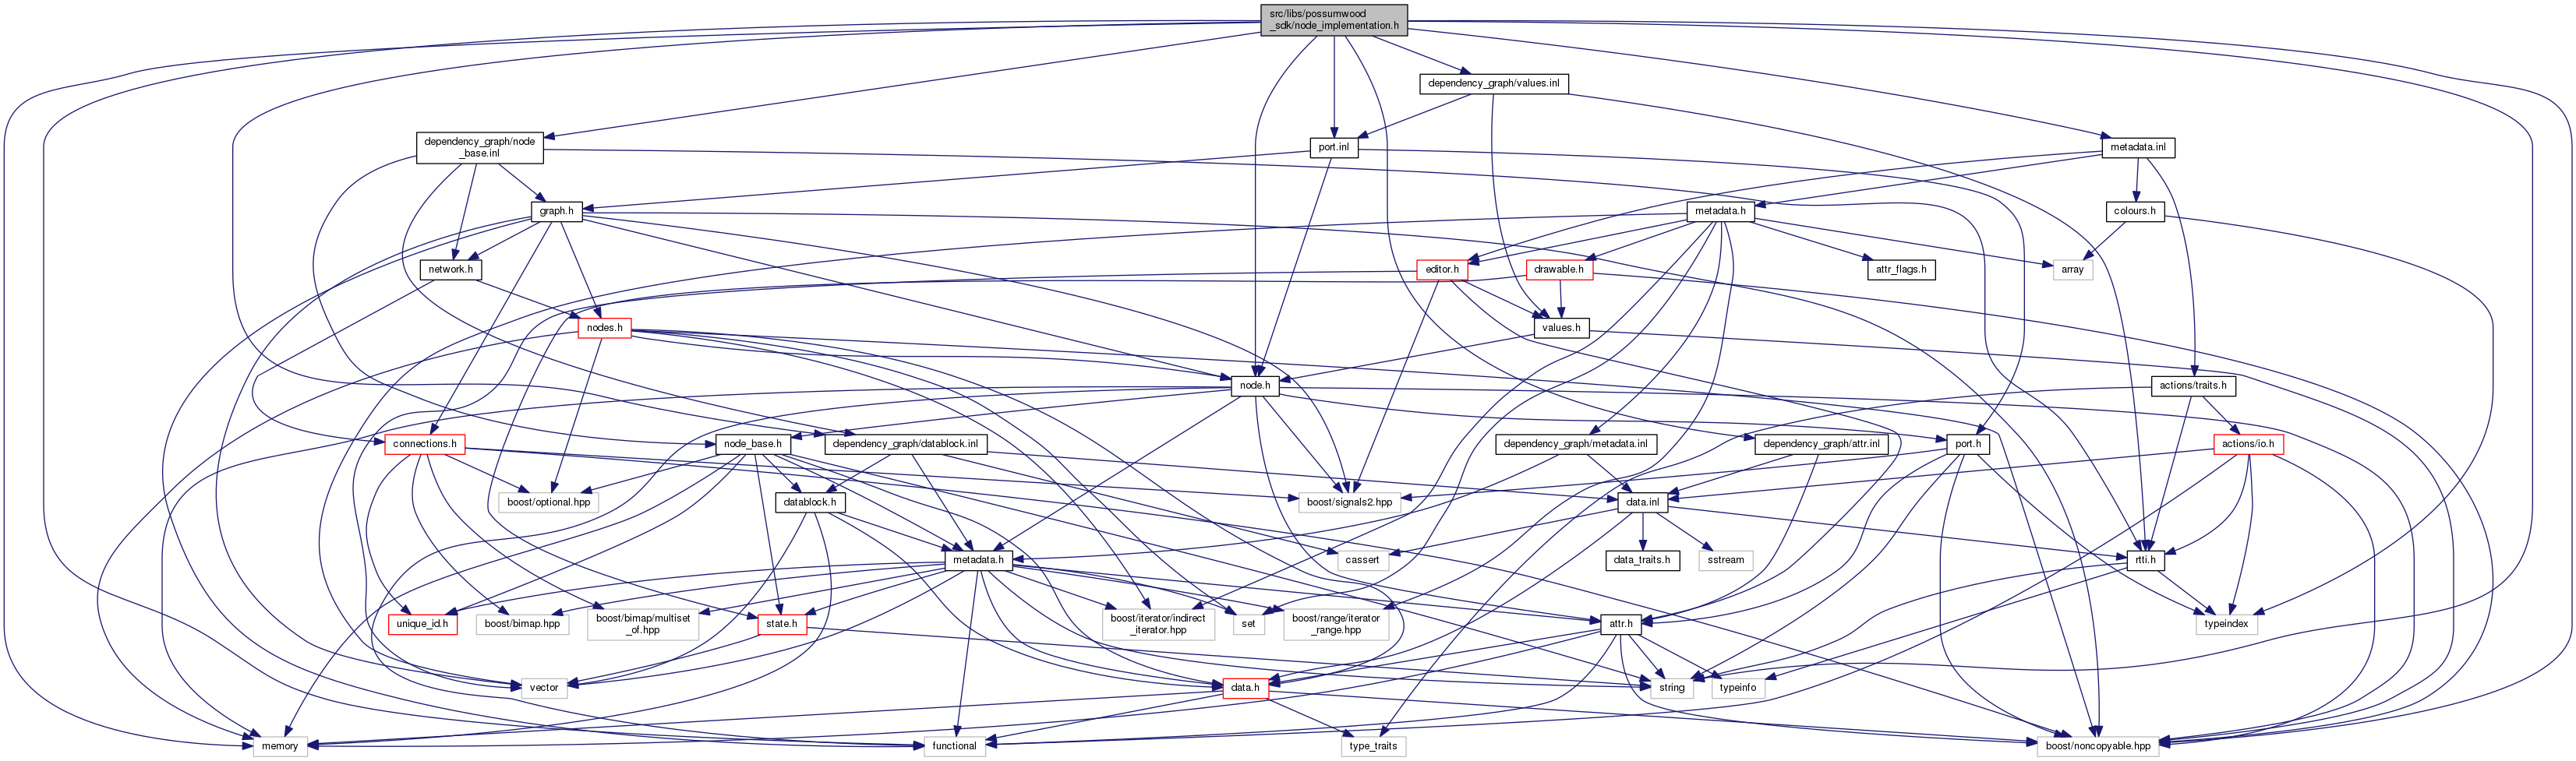 src/libs/possumwood
_sdk/node_implementation.h
dependency_graph/values.inl
dependency_graph/node
_base.inl
port.inl
metadata.inl
graph.h
metadata.h
colours.h
network.h
editor.h
drawable.h
attr_flags.h
array
nodes.h
values.h
node.h
actions/traits.h
connections.h
node_base.h
dependency_graph/datablock.inl
dependency_graph/metadata.inl
dependency_graph/attr.inl
port.h
actions/io.h
boost/optional.hpp
datablock.h
boost/signals2.hpp
data.inl
metadata.h
cassert
data_traits.h
sstream
rtti.h
unique_id.h
boost/bimap.hpp
boost/bimap/multiset
_of.hpp
state.h
boost/iterator/indirect
_iterator.hpp
set
boost/range/iterator
_range.hpp
attr.h
typeindex
vector
data.h
string
typeinfo
memory
functional
type_traits
boost/noncopyable.hpp